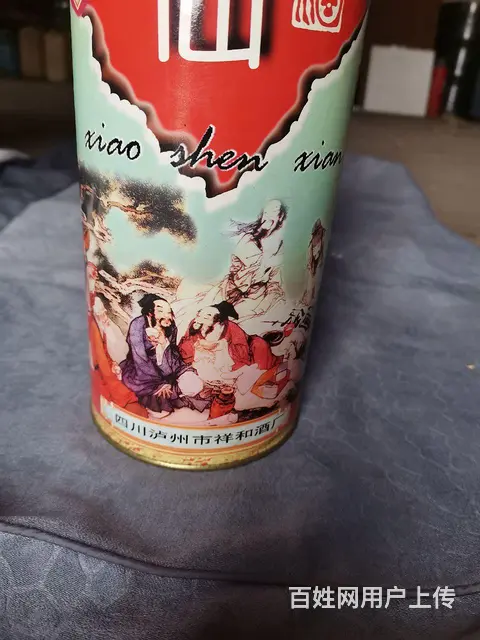 仙
xiao shen xian
四川泸州市祥和酒厂
百姓网用户上传